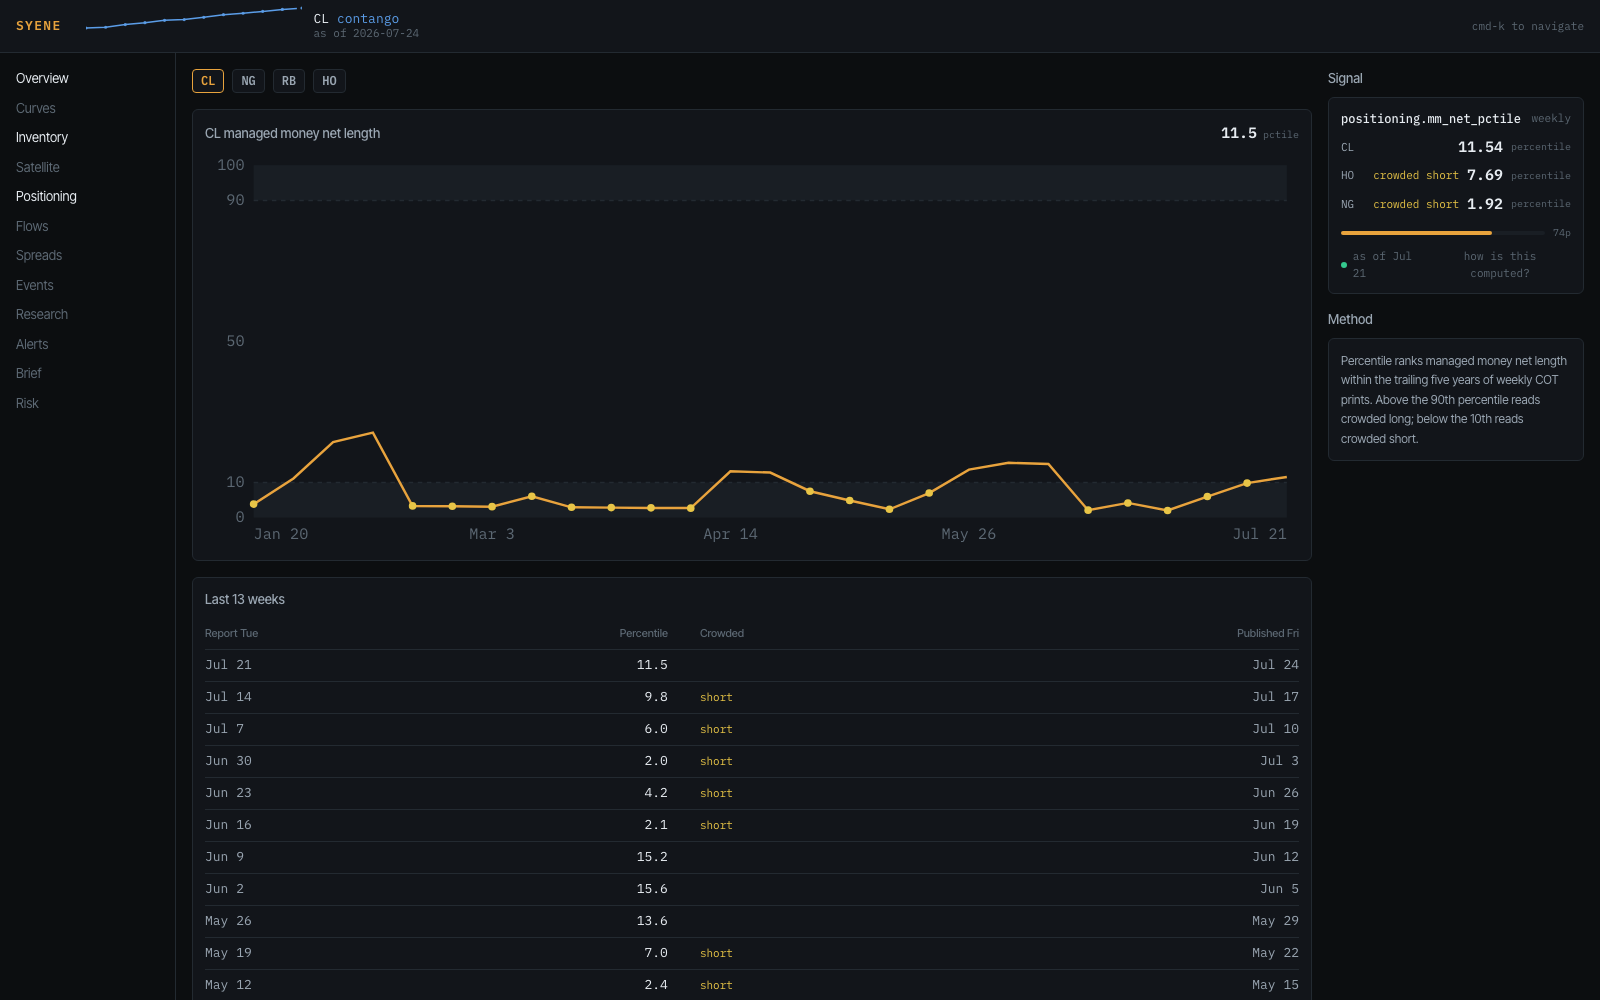 SYENE
CL contango
as of 2026-07-24
cmd-k to navigate
Overview
Curves
Inventory
Satellite
Positioning
Flows
Spreads
Events
Research
Alerts
Brief
Risk
CL NG RB HO
CL managed money net length
11.5 pctile
100
90
50
10
0
Jan 20 Mar 3 Apr 14 May 26 Jul 21
Last 13 weeks
Report Tue Percentile Crowded Published Fri
Jul 21 11.5 Jul 24
Jul 14 9.8 short Jul 17
Jul 7 6.0 short Jul 10
Jun 30 2.0 short Jul 3
Jun 23 4.2 short Jun 26
Jun 16 2.1 short Jun 19
Jun 9 15.2 Jun 12
Jun 2 15.6 Jun 5
May 26 13.6 May 29
May 19 7.0 short May 22
May 12 2.4 short May 15
Signal
positioning.mm_net_pctile weekly
CL 11.54 percentile
HO crowded short 7.69 percentile
NG crowded short 1.92 percentile
74p
as of Jul
21
how is this
computed?
Method
Percentile ranks managed money net length
within the trailing five years of weekly COT
prints. Above the 90th percentile reads
crowded long; below the 10th reads
crowded short.